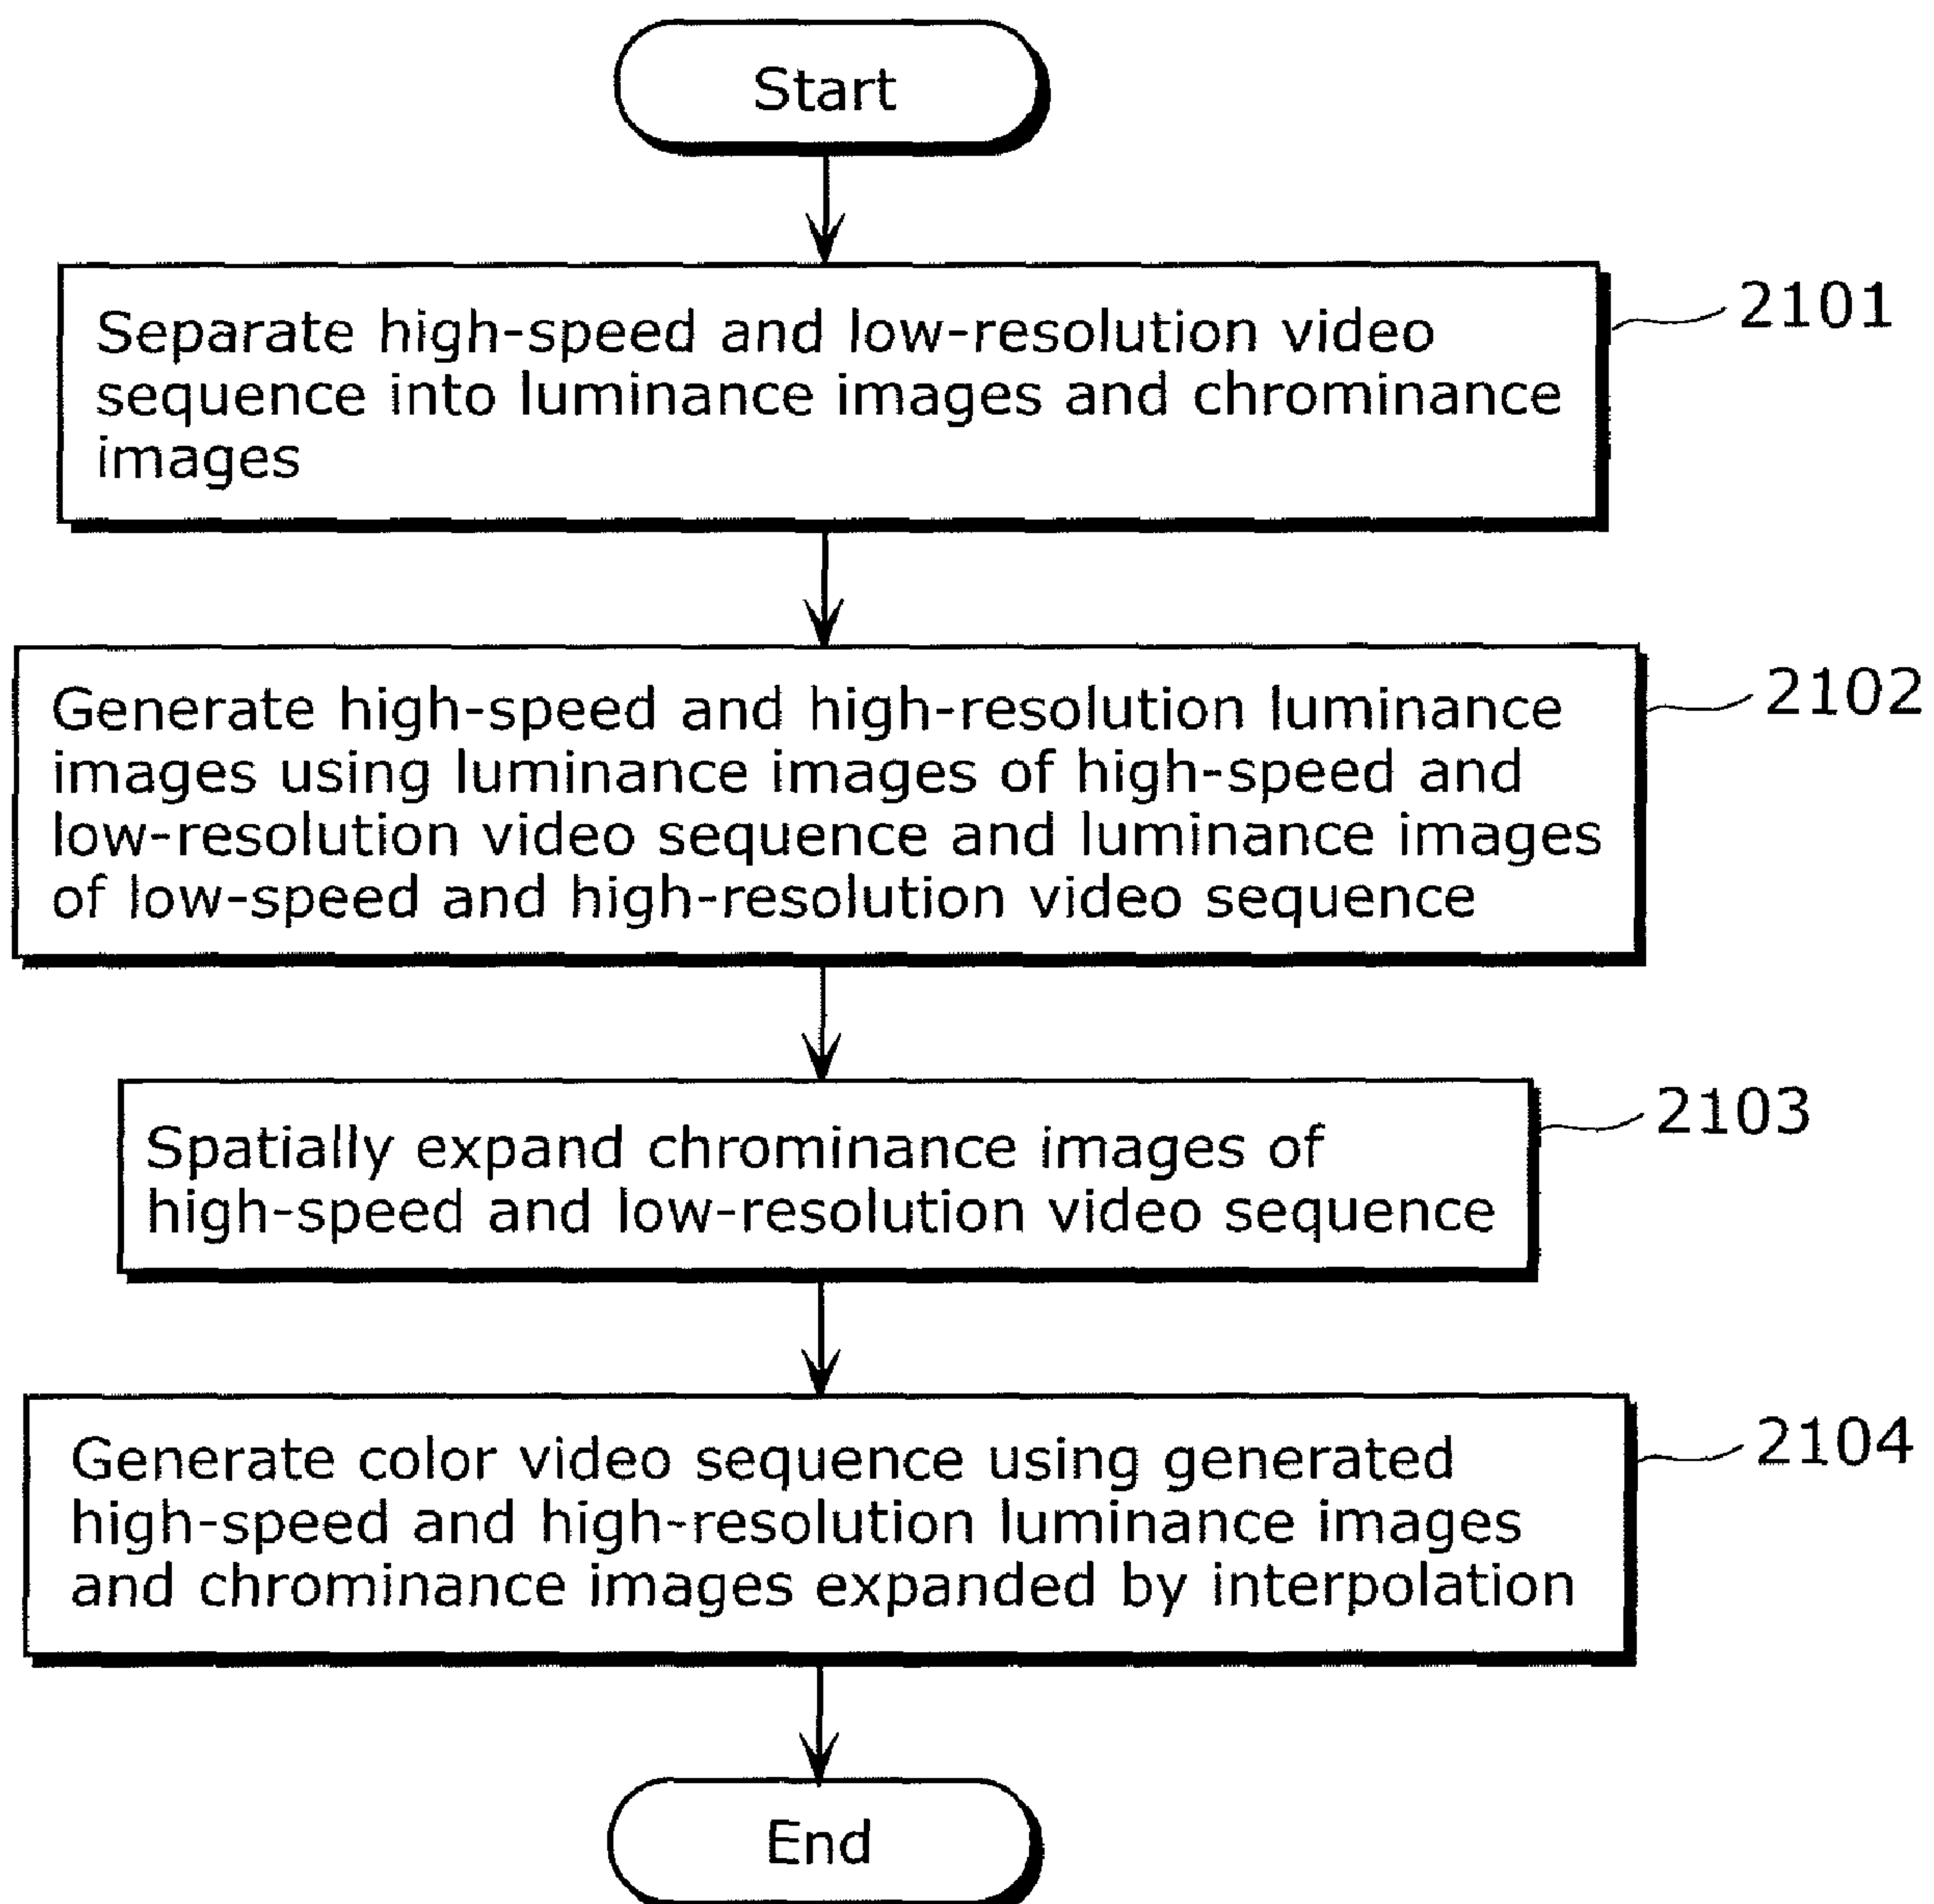 Start
Separate high-speed and low-resolution video
sequence into luminance images and chrominance
images
2101
Generate high-speed and high-resolution luminance
images using luminance images of high-speed and
low-resolution video sequence and luminance images
of low-speed and high-resolution video sequence
2102
Spatially expand chrominance images of
high-speed and low-resolution video sequence
2103
Generate color video sequence using generated
high-speed and high-resolution luminance images
and chrominance images expanded by interpolation
2104
End